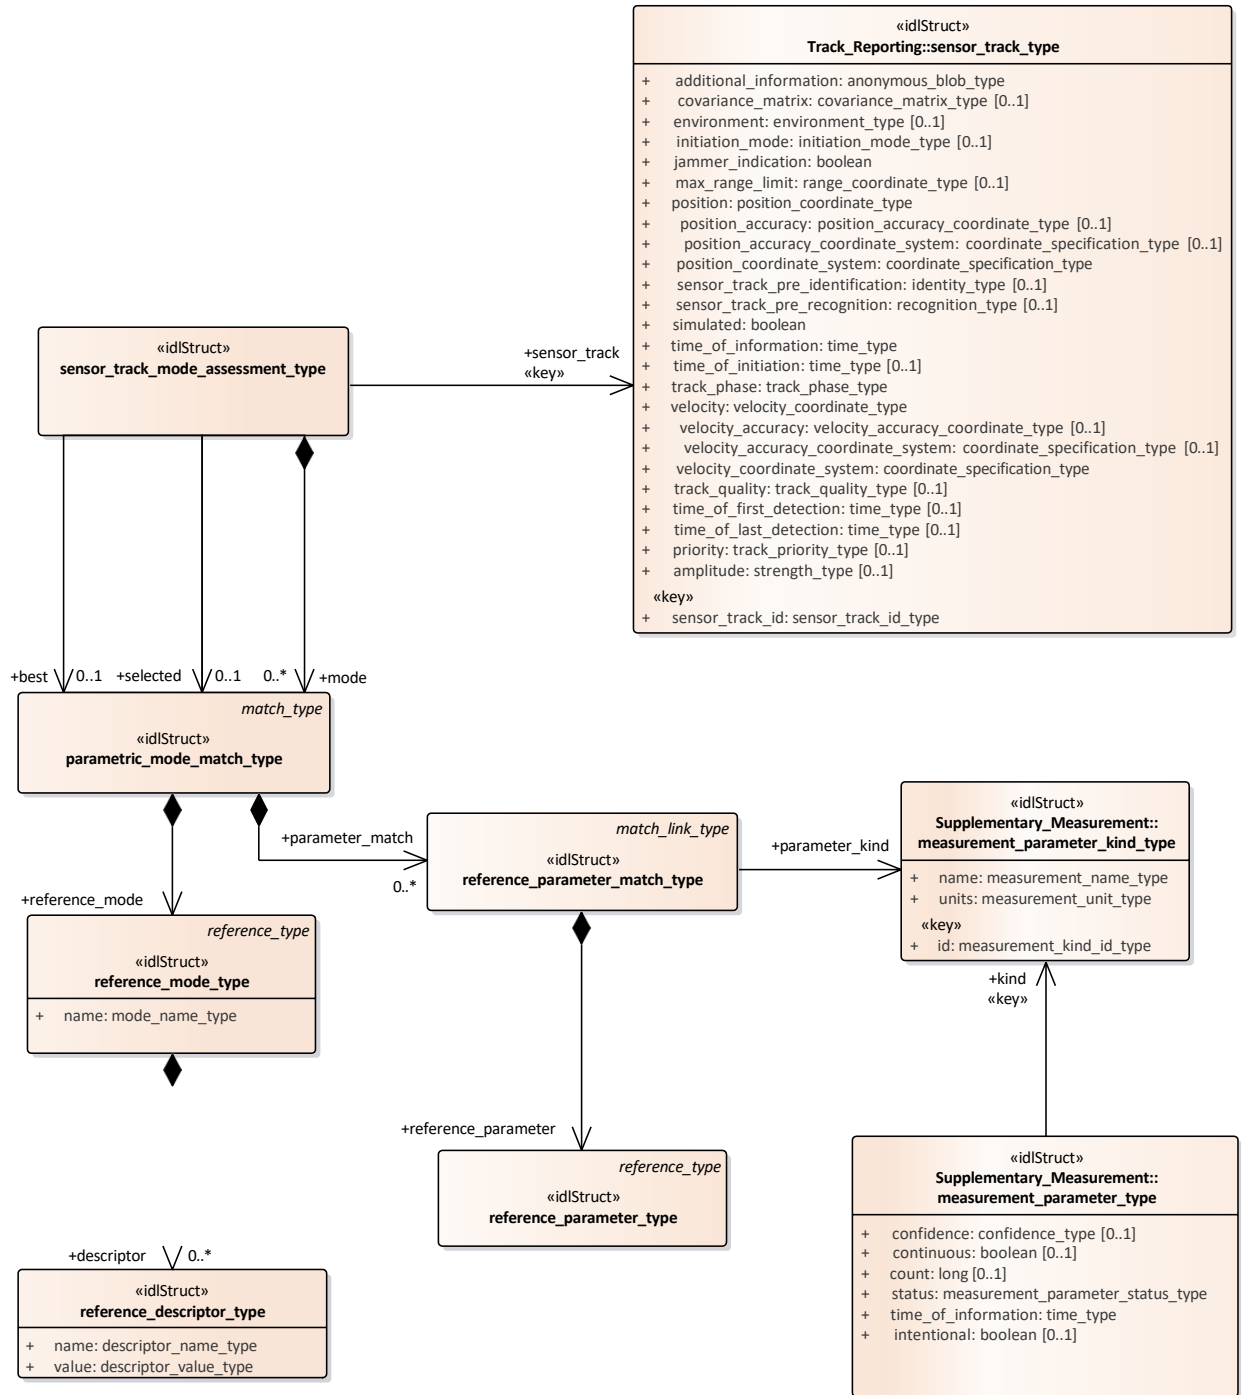 «idlStruct»
Track_Reporting::sensor_track_type
+ additional_information: anonymous_blob_type
+ covariance_matrix: covariance_matrix_type [0..1]
+ environment: environment_type [0..1]
+ initiation_mode: initiation_mode_type [0..1]
+ jammer_indication: boolean
+ max_range_limit: range_coordinate_type [0..1]
+ position: position_coordinate_type
+ position_accuracy: position_accuracy_coordinate_type [0..1]
+ position_accuracy_coordinate_system: coordinate_specification_type [0..1]
+ position_coordinate_system: coordinate_specification_type
+ sensor_track_pre_identification: identity_type [0..1]
+ sensor_track_pre_recognition: recognition_type [0..1]
+ simulated: boolean
+ time_of_information: time_type
+ time_of_initiation: time_type [0..1]
+ track_phase: track_phase_type
+ velocity: velocity_coordinate_type
+ velocity_accuracy: velocity_accuracy_coordinate_type [0..1]
+ velocity_accuracy_coordinate_system: coordinate_specification_type [0..1]
+ velocity_coordinate_system: coordinate_specification_type
+ track_quality: track_quality_type [0..1]
+ time_of_first_detection: time_type [0..1]
+ time_of_last_detection: time_type [0..1]
+ priority: track_priority_type [0..1]
+ amplitude: strength_type [0..1]
«key»
+ sensor_track_id: sensor_track_id_type
«idlStruct»
sensor_track_mode_assessment_type
+sensor_track
«key»
+best 0..1 +selected 0..1 0..* +mode
match_type
«idlStruct»
parametric_mode_match_type
+parameter_match
0..*
match_link_type
«idlStruct»
reference_parameter_match_type
+parameter_kind
«idlStruct»
Supplementary_Measurement::
measurement_parameter_kind_type
+ name: measurement_name_type
+ units: measurement_unit_type
«key»
+ id: measurement_kind_id_type
+reference_mode
reference_type
«idlStruct»
reference_mode_type
+ name: mode_name_type
+kind
«key»
+reference_parameter
reference_type
«idlStruct»
reference_parameter_type
«idlStruct»
Supplementary_Measurement::
measurement_parameter_type
+ confidence: confidence_type [0..1]
+ continuous: boolean [0..1]
+ count: long [0..1]
+ status: measurement_parameter_status_type
+ time_of_information: time_type
+ intentional: boolean [0..1]
+descriptor 0..*
«idlStruct»
reference_descriptor_type
+ name: descriptor_name_type
+ value: descriptor_value_type